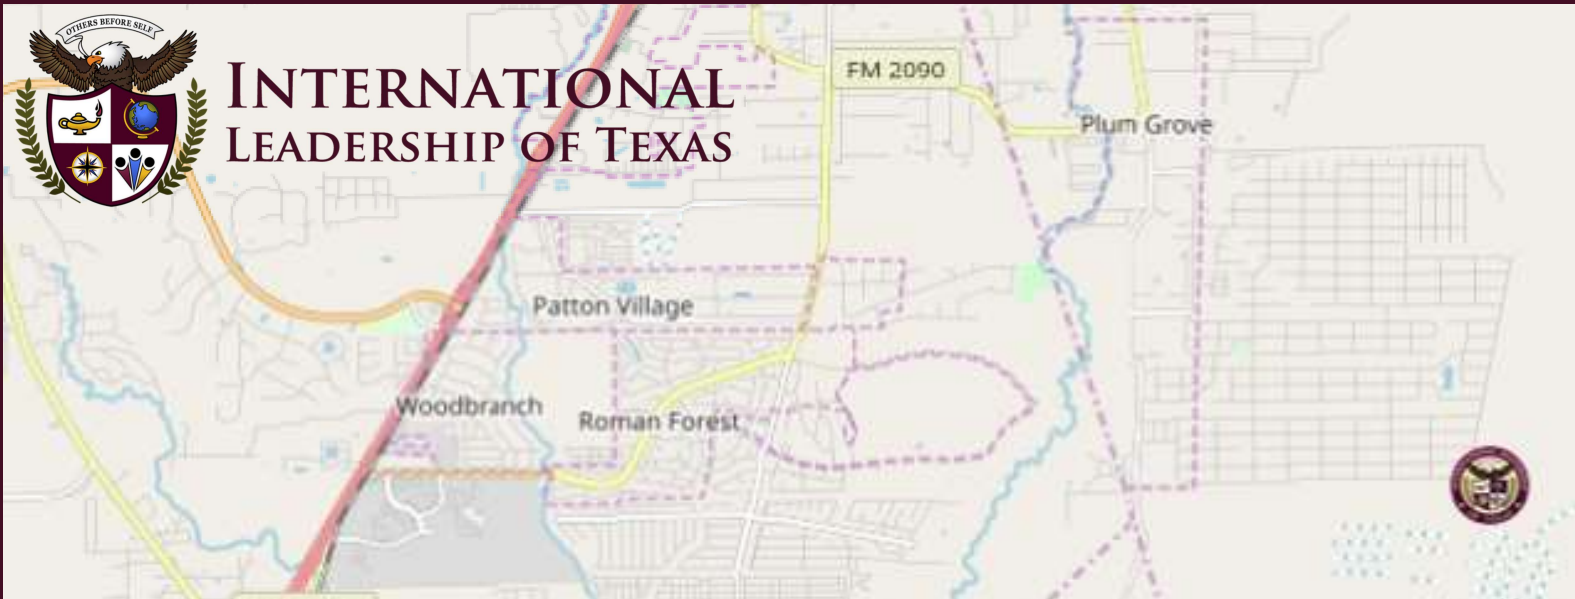 OTHERS BEFORE SELF
INTERNATIONAL
LEADERSHIP OF TEXAS
FM 2090
Plum Grove
Patton Village
Woodbranch
Roman Forest